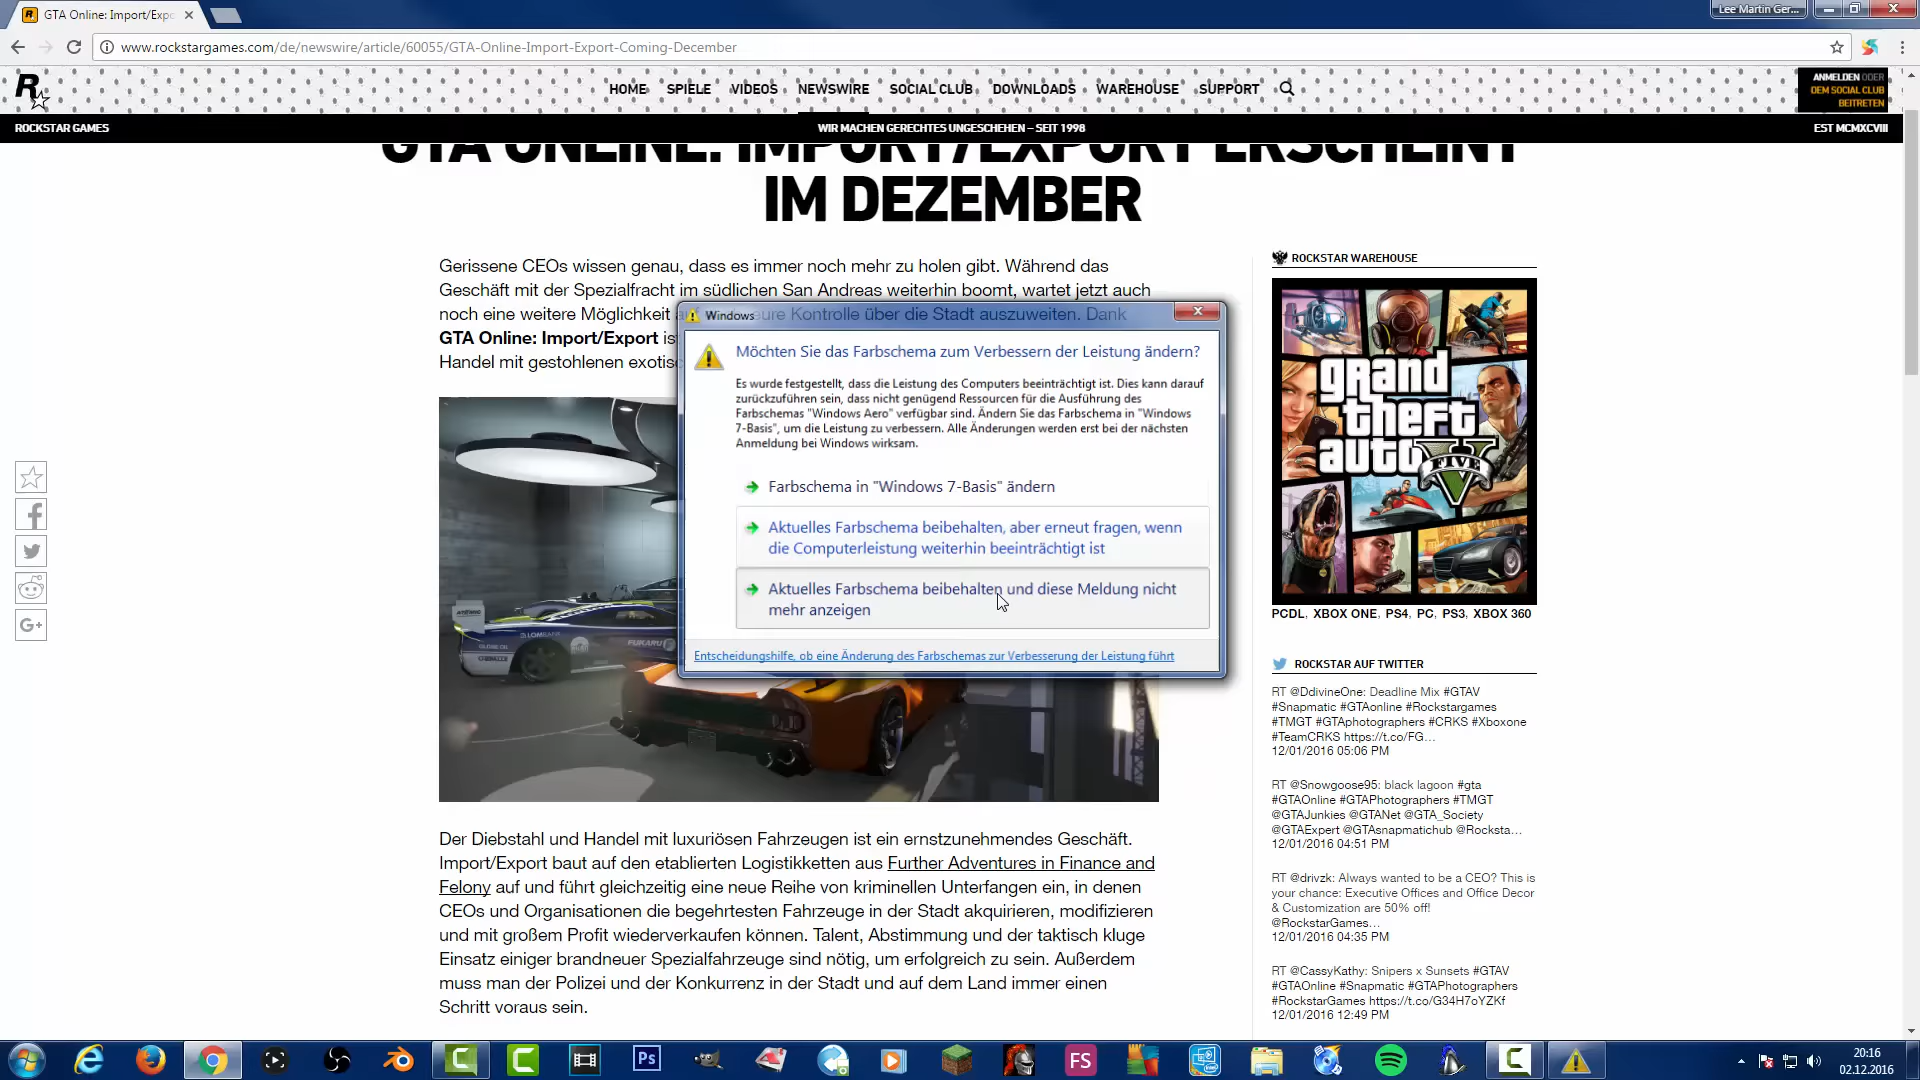 GTA Online: Import/Expo
Lee Martin Ger...
www.rockstargames.com/de/newswire/article/60055/GTA-Online-Import-Export-Coming-December
HOME SPIELE VIDEOS NEWSWIRE SOCIAL CLUB DOWNLOADS WAREHOUSE SUPPORT
ANMELDEN ODER
DEM SOCIAL CLUB
BEITRETEN
ROCKSTAR GAMES
WIR MACHEN GERECHTES UNGESCHEHEN – SEIT 1998
EST MCMXCVIII
GTA ONLINE: IMPORT/EXPORT ERSCHEINT
IM DEZEMBER
Gerissene CEOs wissen genau, dass es immer noch mehr zu holen gibt. Während das
Geschäft mit der Spezialfracht im südlichen San Andreas weiterhin boomt, wartet jetzt auch
noch eine weitere Möglichkeit eure Kontrolle über die Stadt auszuweiten. Dank
GTA Online: Import/Export
Handel mit gestohlenen
Windows
Möchten Sie das Farbschema zum Verbessern der Leistung ändern?
Es wurde festgestellt, dass die Leistung des Computers beeinträchtigt ist. Dies kann darauf
zurückzuführen sein, dass nicht genügend Ressourcen für die Ausführung des
Farbschemas "Windows Aero" verfügbar sind. Ändern Sie das Farbschema in "Windows
7-Basis", um die Leistung zu verbessern. Alle Änderungen werden erst bei der nächsten
Anmeldung bei Windows wirksam.
Farbschema in "Windows 7-Basis" ändern
Aktuelles Farbschema beibehalten, aber erneut fragen, wenn
die Computerleistung weiterhin beeinträchtigt ist
Aktuelles Farbschema beibehalten und diese Meldung nicht
mehr anzeigen
Entscheidungshilfe, ob eine Änderung des Farbschemas zur Verbesserung der Leistung führt
LOMBANK
FUKARU
G+
Der Diebstahl und Handel mit luxuriösen Fahrzeugen ist ein ernstzunehmendes Geschäft.
Import/Export baut auf den etablierten Logistikketten aus Further Adventures in Finance and
Felony auf und führt gleichzeitig eine neue Reihe von kriminellen Unterfangen ein, in denen
CEOs und Organisationen die begehrtesten Fahrzeuge in der Stadt akquirieren, modifizieren
und mit großem Profit wiederverkaufen können. Talent, Abstimmung und der taktisch kluge
Einsatz einiger brandneuer Spezialfahrzeuge sind nötig, um erfolgreich zu sein. Außerdem
muss man der Polizei und der Konkurrenz in der Stadt und auf dem Land immer einen
Schritt voraus sein.
ROCKSTAR WAREHOUSE
grand
theft
auto
V
FIVE
PCDL, XBOX ONE, PS4, PC, PS3, XBOX 360
ROCKSTAR AUF TWITTER
RT @DdivineOne: Deadline Mix #GTAV
#Snapmatic #GTAonline #Rockstargames
#TMGT #GTAphotographers #CRKS #Xboxone
#TeamCRKS https://t.co/FG…
12/01/2016 05:06 PM
RT @Snowgoose95: black lagoon #gta
#GTAOnline #GTAPhotographers #TMGT
@GTAJunkies @GTANet @GTA_Society
@GTAExpert @GTAsnapmatichub @Rocksta…
12/01/2016 04:51 PM
RT @drivzk: Always wanted to be a CEO? This is
your chance: Executive Offices and Office Decor
& Customization are 50% off!
@RockstarGames…
12/01/2016 04:35 PM
RT @CassyKathy: Snipers x Sunsets #GTAV
#GTAOnline #Snapmatic #GTAPhotographers
#RockstarGames https://t.co/G34H7oYZKf
12/01/2016 12:49 PM
Ps
FS
20:16
02.12.2016